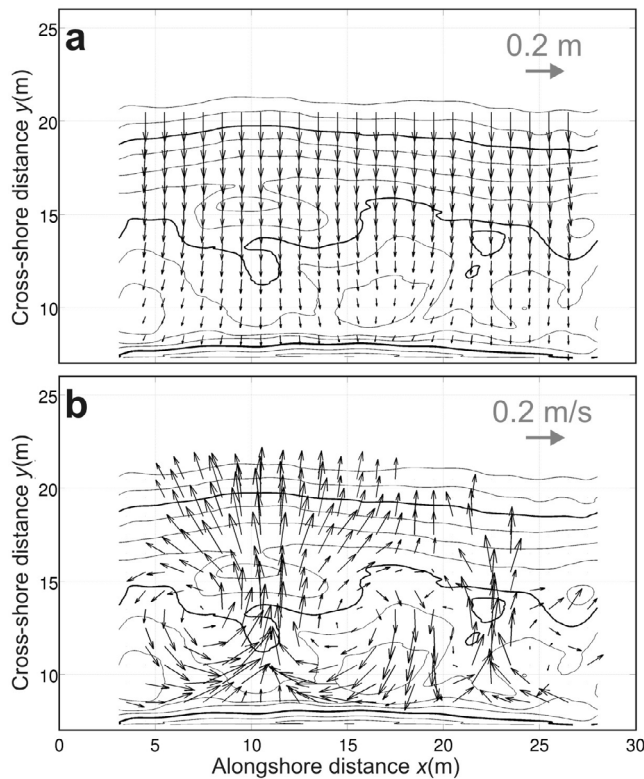 a
0.2 m
25
20
15
10
Cross-shore distance y(m)
b
0.2 m/s
25
20
15
10
Cross-shore distance y(m)
0 5 10 15 20 25 30
Alongshore distance x(m)